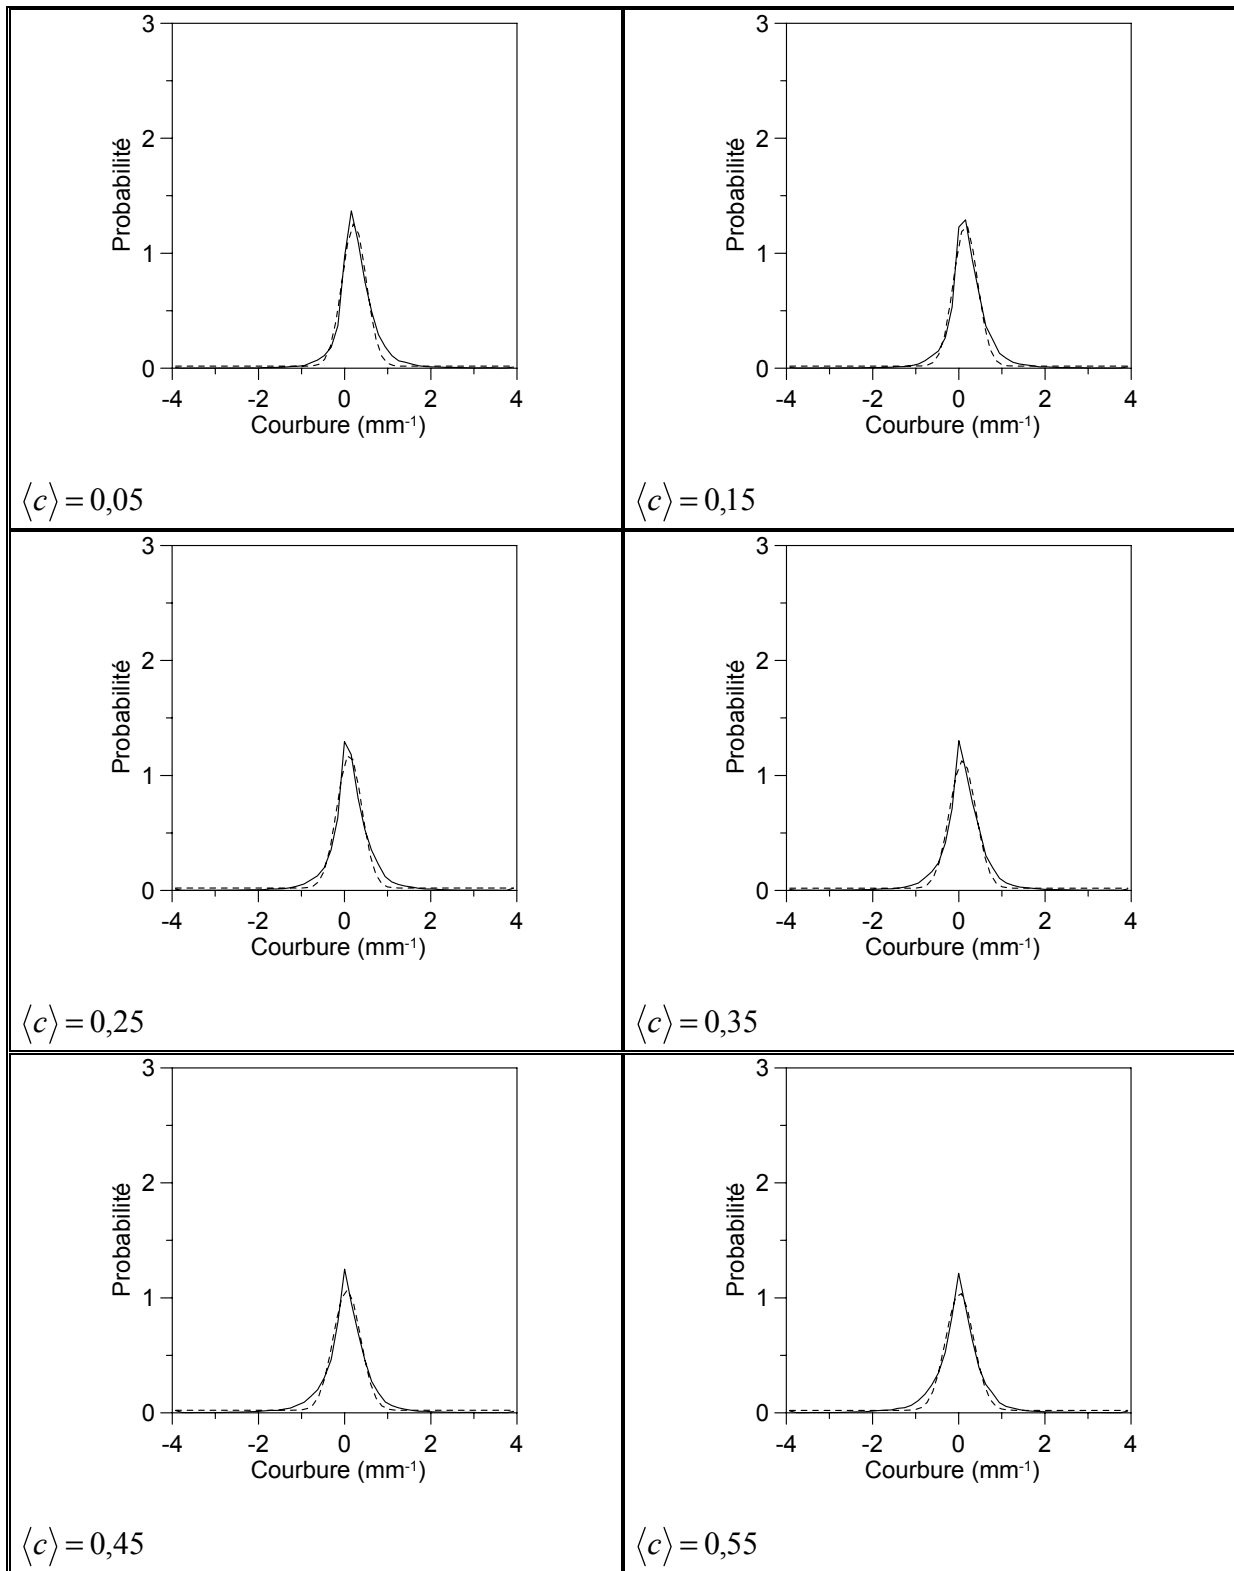 3
2
1
0
Probabilité
-4 -2 0 2 4
Courbure (mm⁻¹)
⟨c⟩ = 0,05
3
2
1
0
Probabilité
-4 -2 0 2 4
Courbure (mm⁻¹)
⟨c⟩ = 0,15
3
2
1
0
Probabilité
-4 -2 0 2 4
Courbure (mm⁻¹)
⟨c⟩ = 0,25
3
2
1
0
Probabilité
-4 -2 0 2 4
Courbure (mm⁻¹)
⟨c⟩ = 0,35
3
2
1
0
Probabilité
-4 -2 0 2 4
Courbure (mm⁻¹)
⟨c⟩ = 0,45
3
2
1
0
Probabilité
-4 -2 0 2 4
Courbure (mm⁻¹)
⟨c⟩ = 0,55